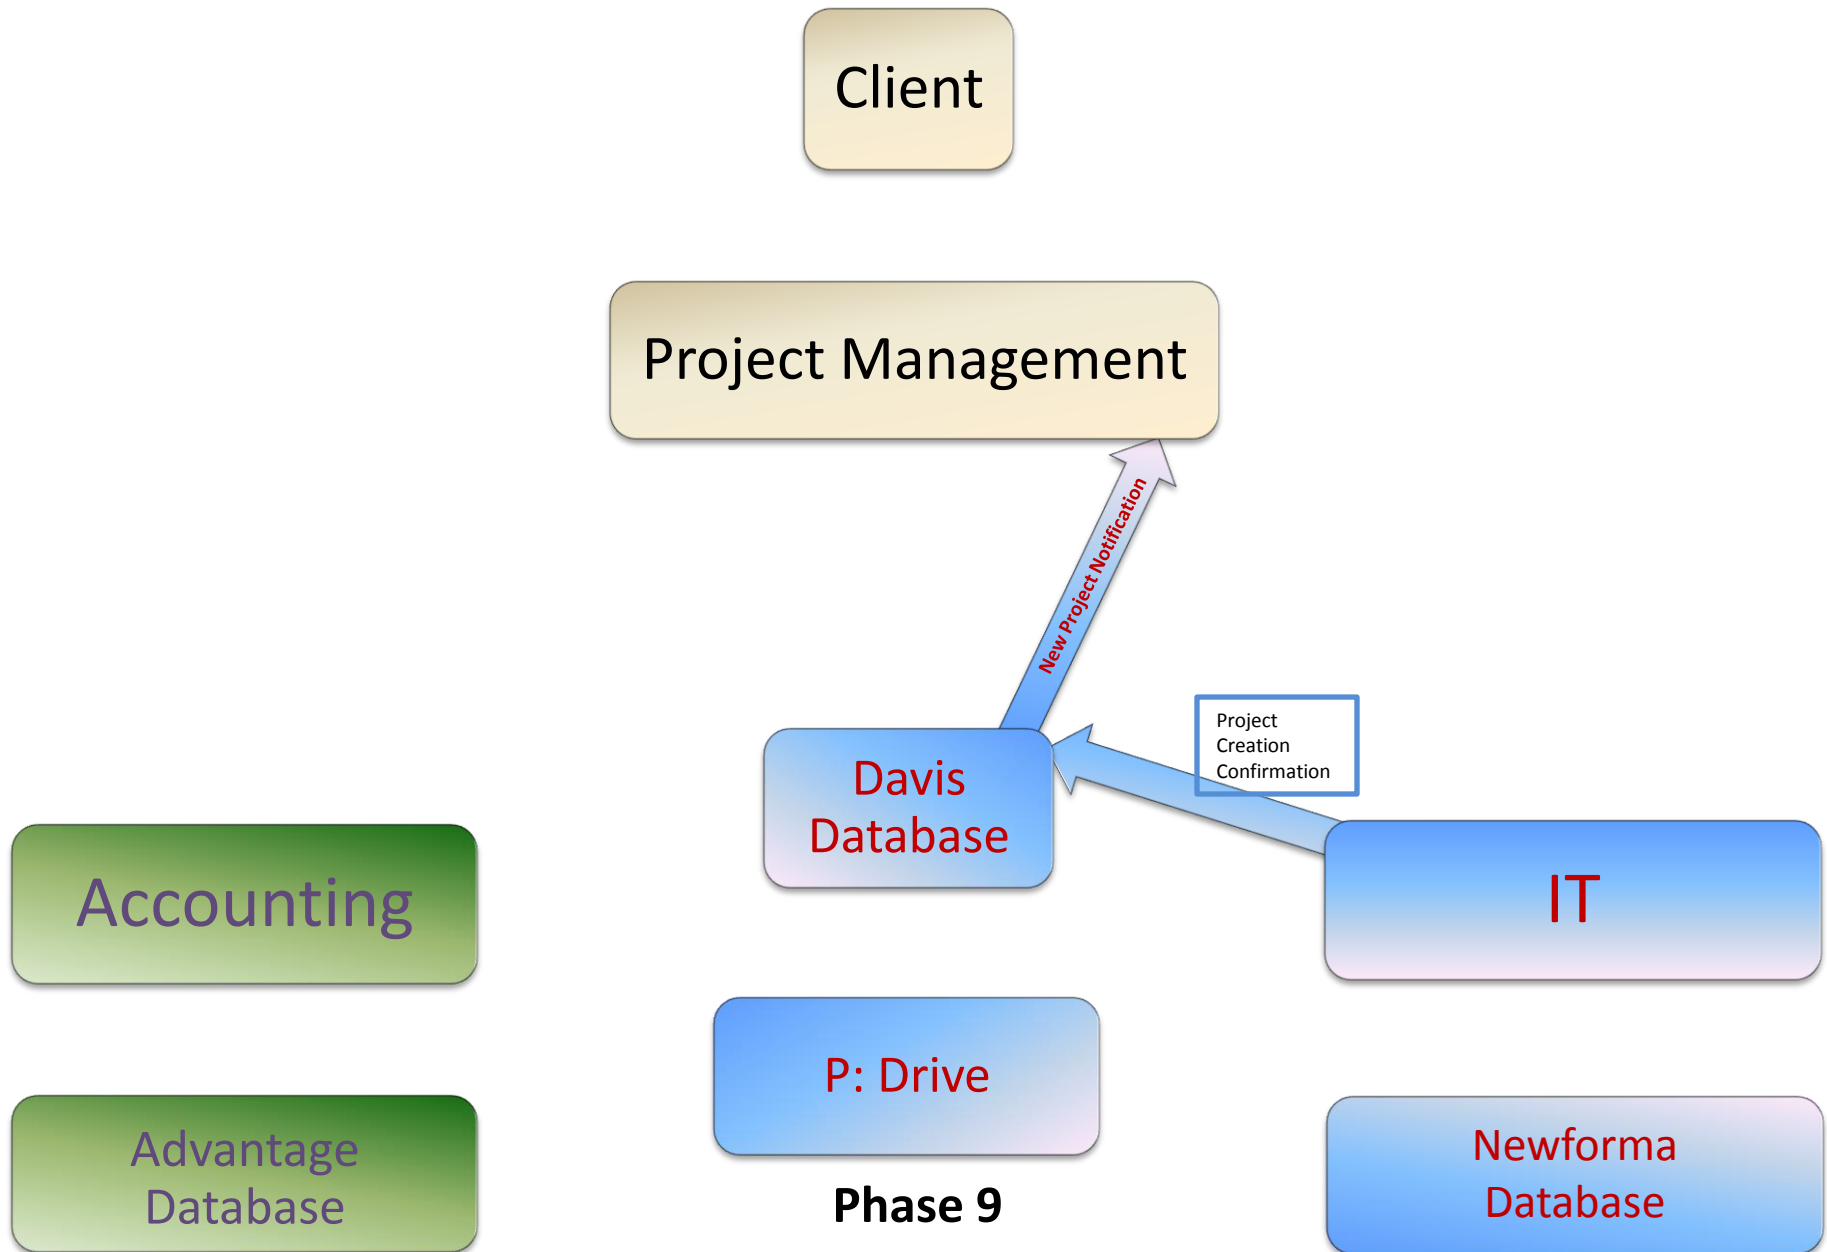 Client
Project Management
New Project Notification
Project
Creation
Confirmation
Davis
Database
Accounting
IT
P: Drive
Advantage
Database
Newforma
Database
Phase 9